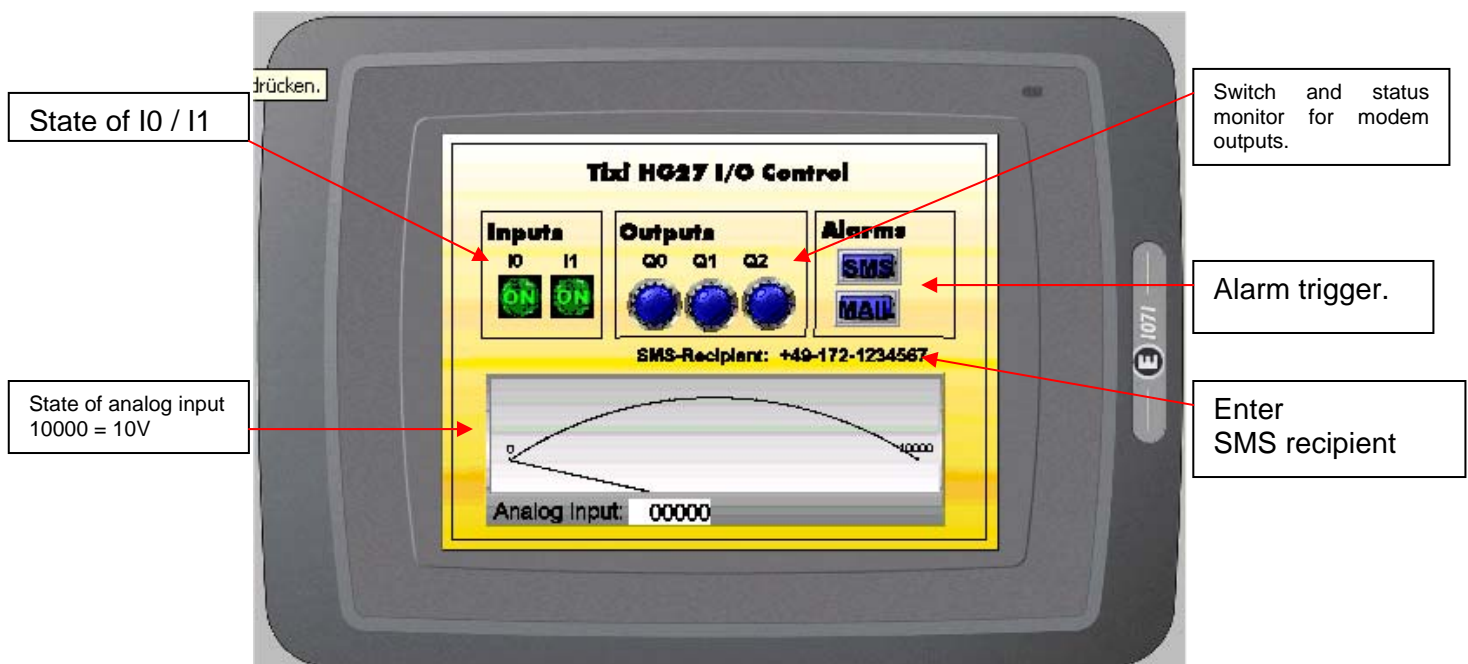 drücken.
State of I0 / I1
Switch and status
monitor for modem
outputs.
Tixi HG27 I/O Control
Inputs
Outputs
Alarms
I0 I1
Q0 Q1 Q2
SMS
ON ON
MAIL
Alarm trigger.
E1071
SMS-Recipient: +49-172-1234567
State of analog input
10000 = 10V
Enter
SMS recipient
0
10000
Analog Input: 00000